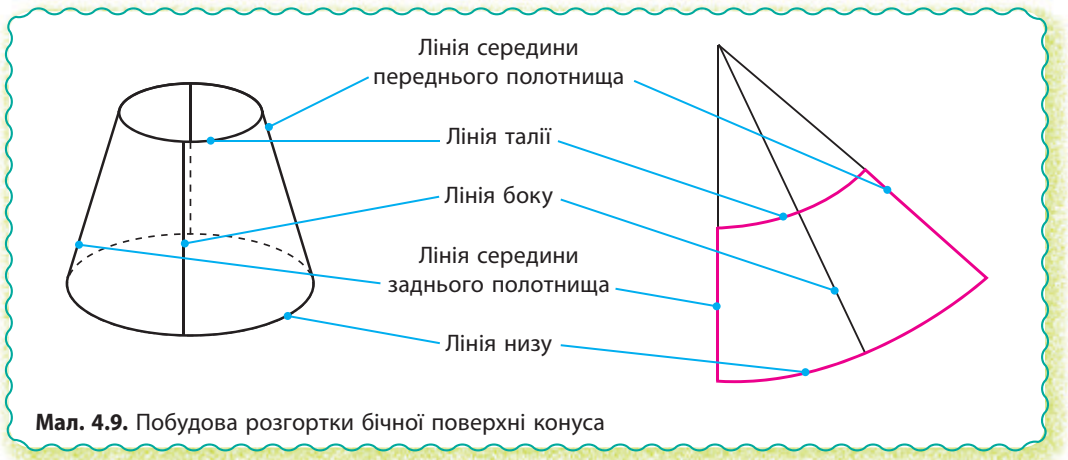 Лінія середини
переднього полотнища
Лінія талії
Лінія боку
Лінія середини
заднього полотнища
Лінія низу
Мал. 4.9. Побудова розгортки бічної поверхні конуса